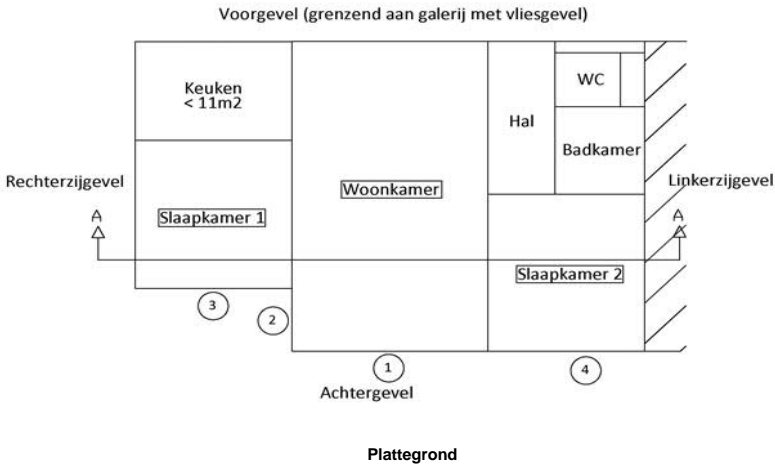 Voorgevel (grenzend aan galerij met vliesgevel)
Keuken
< 11m2
WC
Hal
Badkamer
Rechterzijgevel
Woonkamer
Linkerzijgevel
A
Slaapkamer 1
A
Slaapkamer 2
3
2
1
4
Achtergevel
Plattegrond